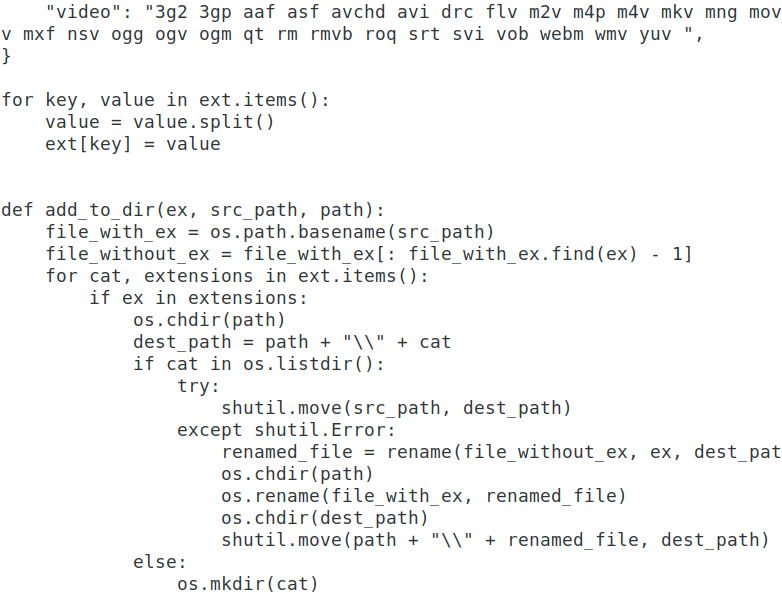 "video": "3g2 3gp aaf asf avchd avi drc flv m2v m4p m4v mkv mng mov
v mxf nsv ogg ogv ogm qt rm rmvb roq srt svi vob webm wmv yuv ",
}

for key, value in ext.items():
    value = value.split()
    ext[key] = value


def add_to_dir(ex, src_path, path):
    file_with_ex = os.path.basename(src_path)
    file_without_ex = file_with_ex[: file_with_ex.find(ex) - 1]
    for cat, extensions in ext.items():
        if ex in extensions:
            os.chdir(path)
            dest_path = path + "\\" + cat
            if cat in os.listdir():
                try:
                    shutil.move(src_path, dest_path)
                except shutil.Error:
                    renamed_file = rename(file_without_ex, ex, dest_pat
                    os.chdir(path)
                    os.rename(file_with_ex, renamed_file)
                    os.chdir(dest_path)
                    shutil.move(path + "\\" + renamed_file, dest_path)
            else:
                os.mkdir(cat)